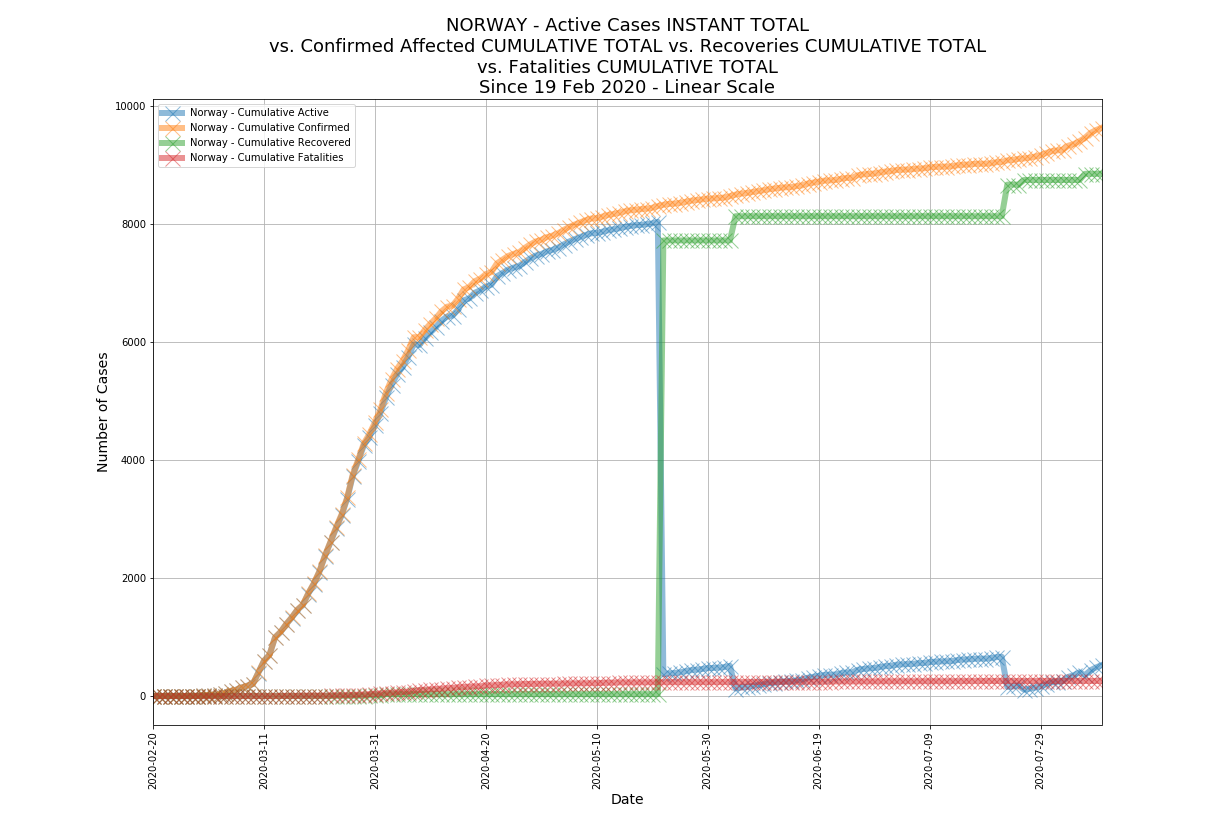 NORWAY - Active Cases INSTANT TOTAL
vs. Confirmed Affected CUMULATIVE TOTAL vs. Recoveries CUMULATIVE TOTAL
vs. Fatalities CUMULATIVE TOTAL
Since 19 Feb 2020 - Linear Scale
Norway - Cumulative Active
Norway - Cumulative Confirmed
Norway - Cumulative Recovered
Norway - Cumulative Fatalities
Number of Cases
10000
8000
6000
4000
2000
0
2020-02-20
2020-03-11
2020-03-31
2020-04-20
2020-05-10
2020-05-30
2020-06-19
2020-07-09
2020-07-29
Date